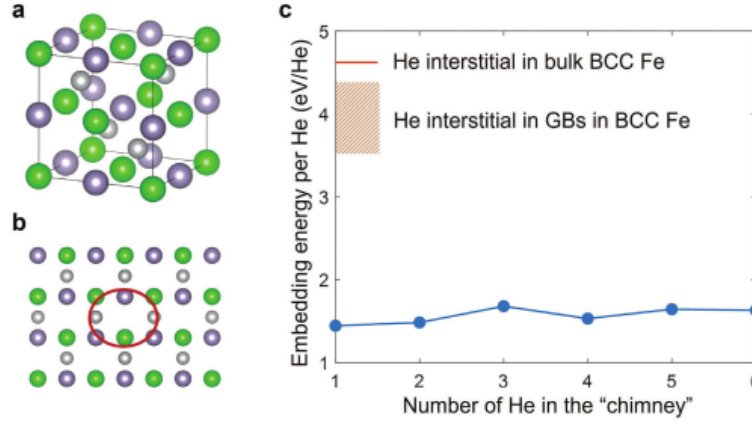 a
b
c
5
He interstitial in bulk BCC Fe
4
He interstitial in GBs in BCC Fe
3
2
1
Embedding energy per He (eV/He)
1 2 3 4 5 6
Number of He in the “chimney”